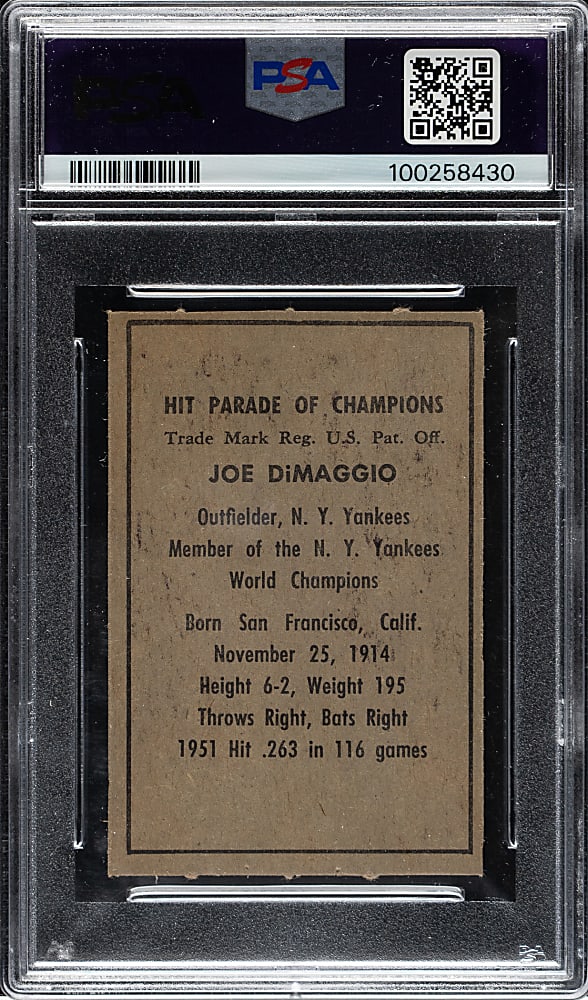 PSA
PSA
100258430
HIT PARADE OF CHAMPIONS
Trade Mark Reg. U.S. Pat. Off.
JOE DiMAGGIO
Outfielder, N. Y. Yankees
Member of the N. Y. Yankees
World Champions
Born San Francisco, Calif.
November 25, 1914
Height 6-2, Weight 195
Throws Right, Bats Right
1951 Hit .263 in 116 games